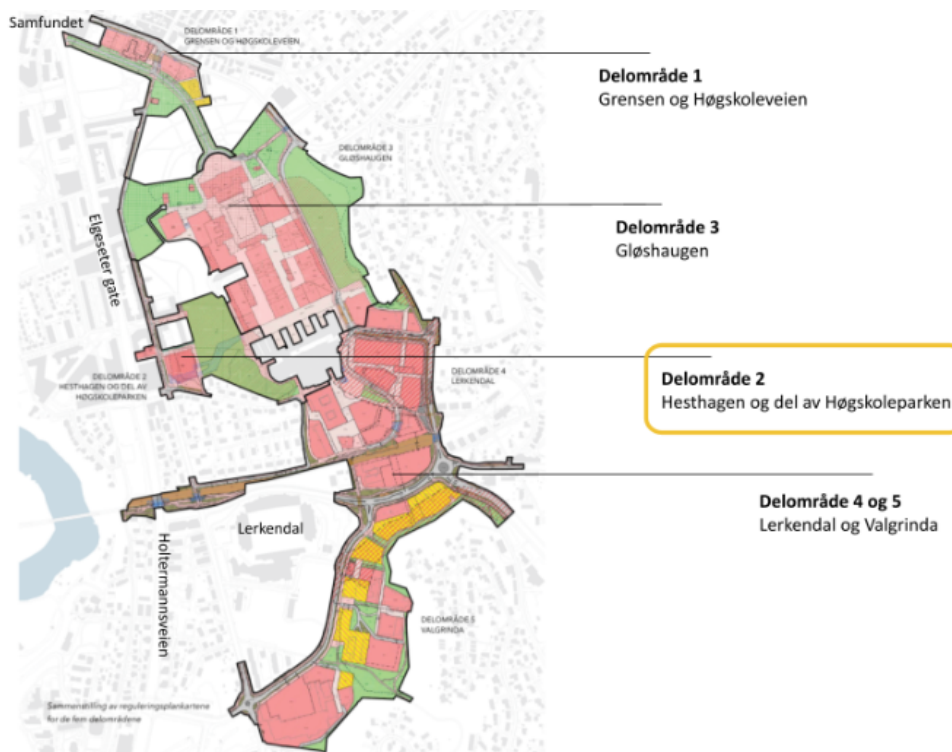 Samfundet
DELOMRÅDE 1
GRENSEN OG HØGSKOLEVEIEN
Delområde 1
Grensen og Høgskoleveien
DELOMRÅDE 3
GLØSHAUGEN
Delområde 3
Gløshaugen
Elgeseter gate
DELOMRÅDE 2
HESTHAGEN OG DEL AV
HØGSKOLEPARKEN
DELOMRÅDE 4
LERKENDAL
Delområde 2
Hesthagen og del av Høgskoleparken
Delområde 4 og 5
Lerkendal og Valgrinda
Lerkendal
Holtermannsveien
DELOMRÅDE 5
VALGRINDA
Sammenstilling av reguleringsplankartene
for de fem delområdene